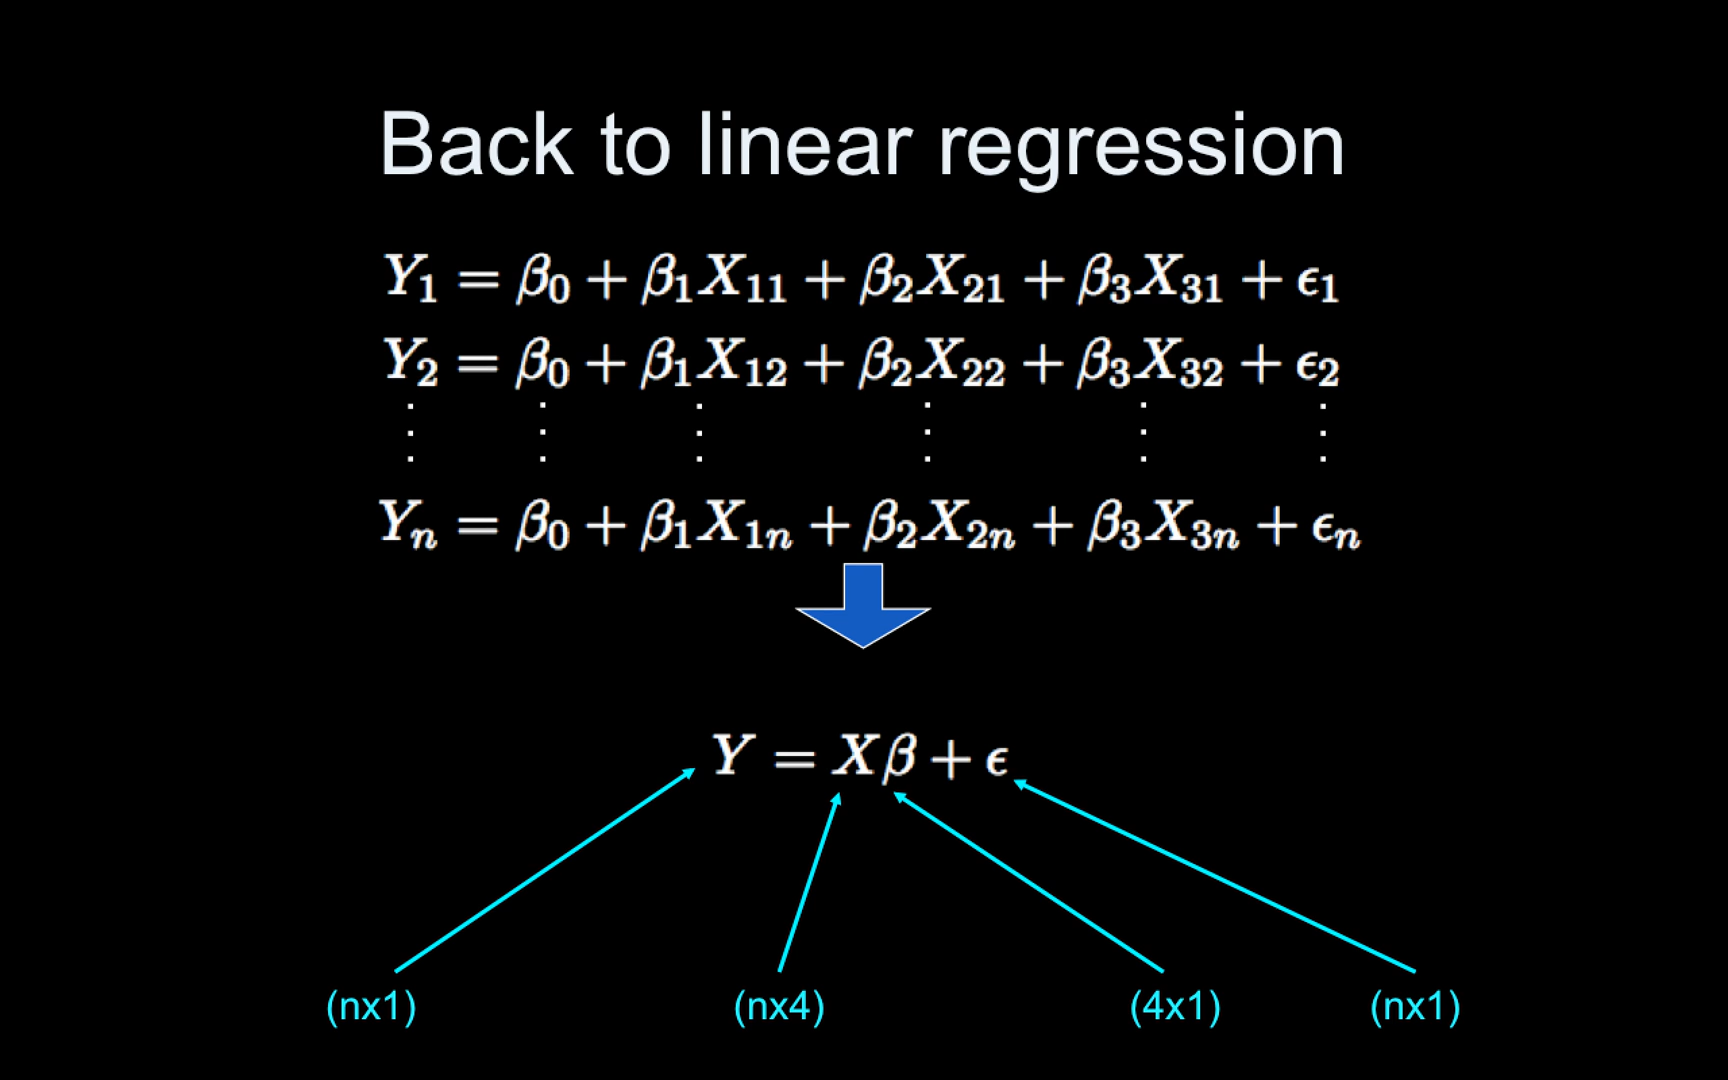 Back to linear regression
Y₁ = β₀ + β₁X₁₁ + β₂X₂₁ + β₃X₃₁ + ϵ₁
Y₂ = β₀ + β₁X₁₂ + β₂X₂₂ + β₃X₃₂ + ϵ₂
⋮ ⋮ ⋮ ⋮ ⋮ ⋮
Yₙ = β₀ + β₁X₁ₙ + β₂X₂ₙ + β₃X₃ₙ + ϵₙ
Y = Xβ + ϵ
(nx1) (nx4) (4x1) (nx1)